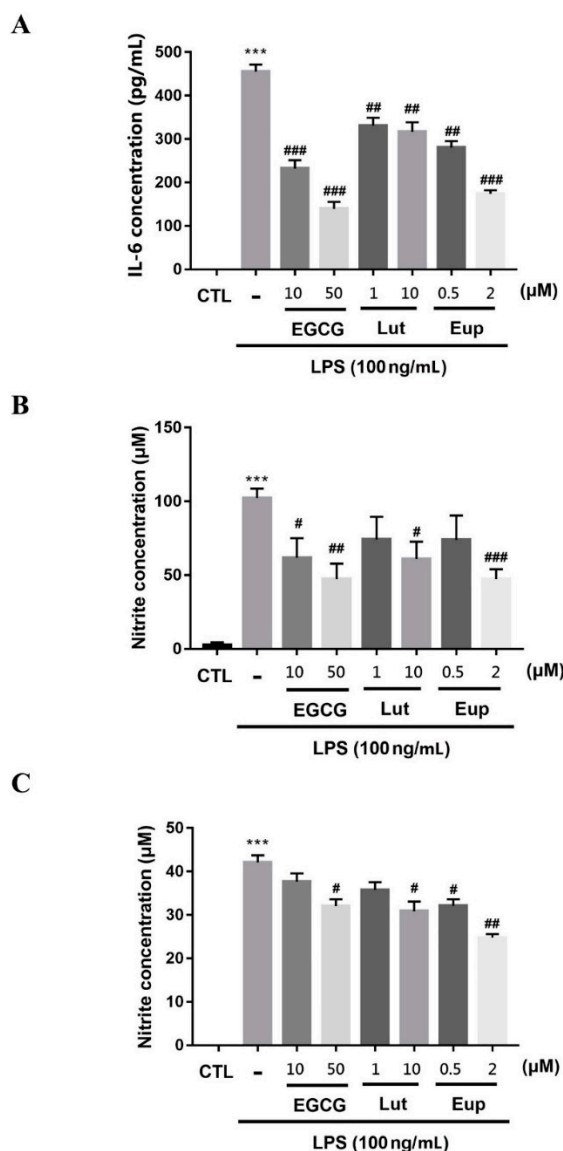 A
IL-6 concentration (pg/mL)
500
400
300
200
100
0
***
###
###
##
##
##
###
CTL - 10 50 1 10 0.5 2 (μM)
EGCG Lut Eup
LPS (100 ng/mL)
B
Nitrite concentration (μM)
150
100
50
0
***
#
##
#
###
CTL - 10 50 1 10 0.5 2 (μM)
EGCG Lut Eup
LPS (100 ng/mL)
C
Nitrite concentration (μM)
50
40
30
20
10
0
***
#
#
#
##
CTL - 10 50 1 10 0.5 2 (μM)
EGCG Lut Eup
LPS (100 ng/mL)